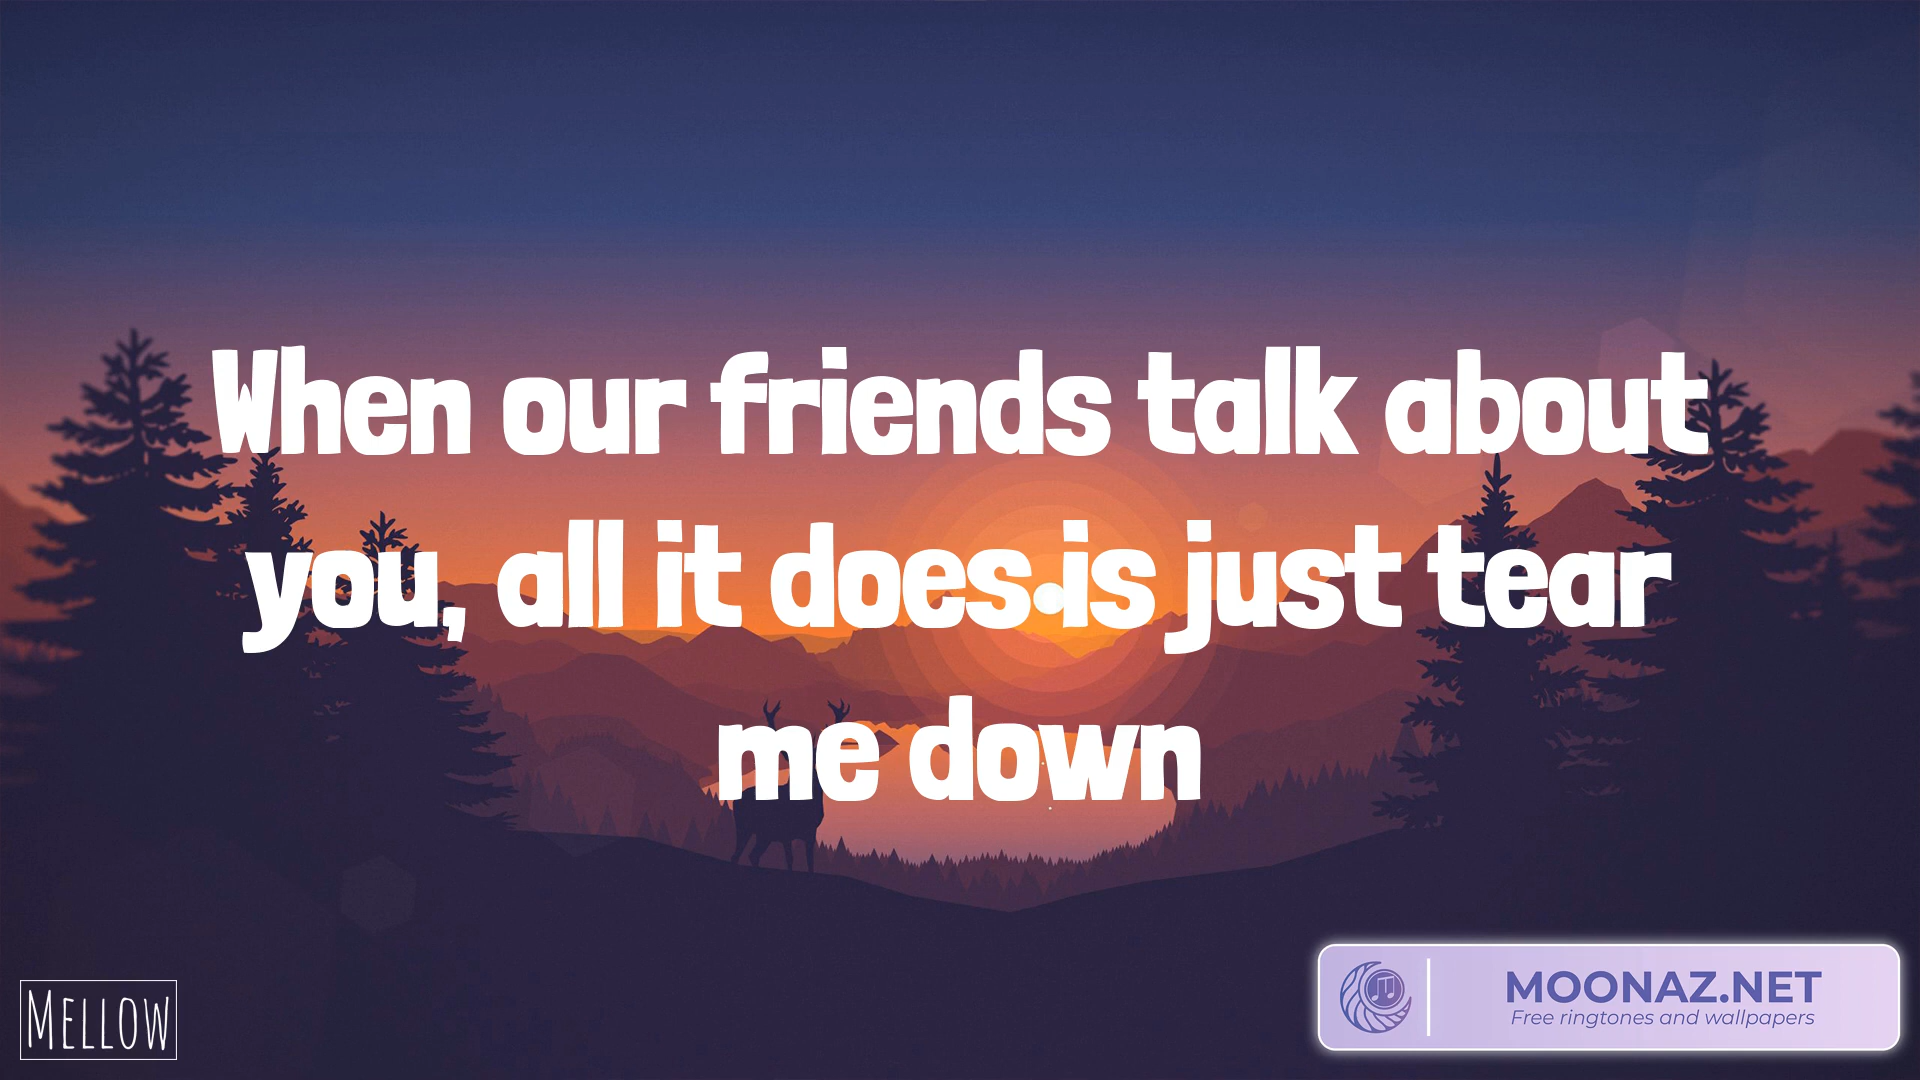 When our friends talk about
you, all it does is just tear
me down
MELLOW
MOONAZ.NET
Free ringtones and wallpapers